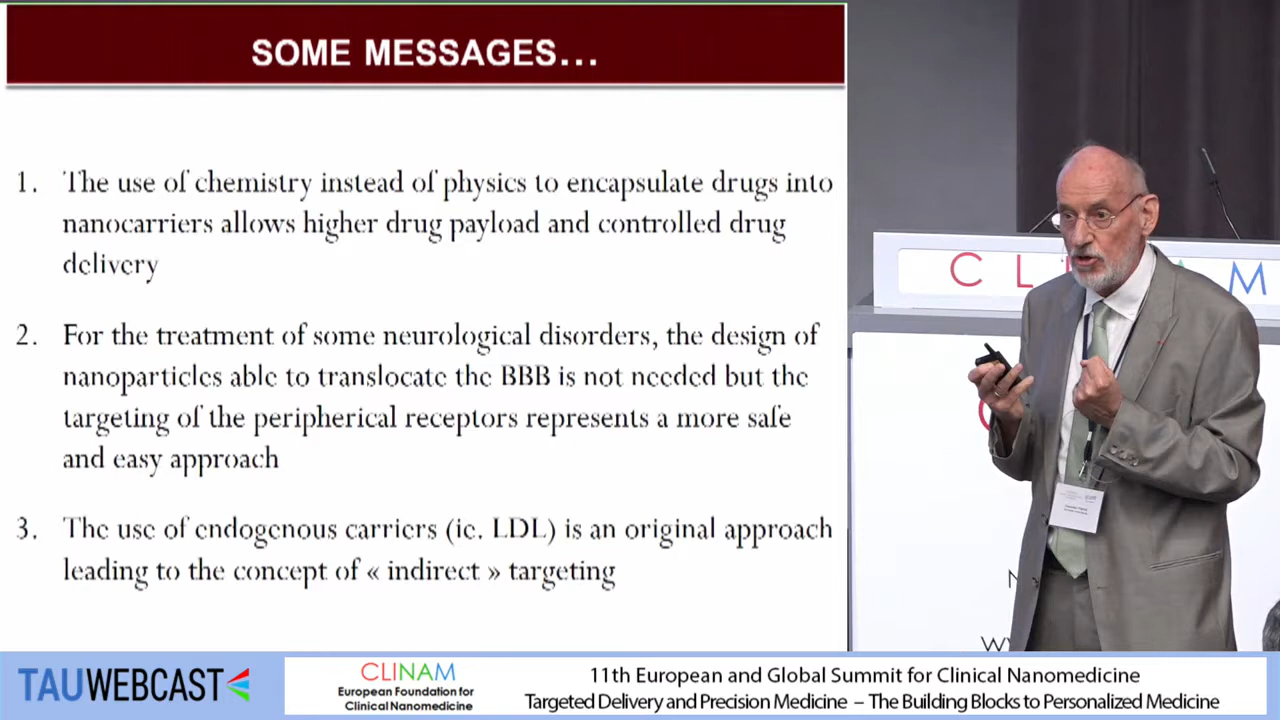 SOME MESSAGES...
1. The use of chemistry instead of physics to encapsulate drugs into
nanocarriers allows higher drug payload and controlled drug
delivery
2. For the treatment of some neurological disorders, the design of
nanoparticles able to translocate the BBB is not needed but the
targeting of the peripherical receptors represents a more safe
and easy approach
3. The use of endogenous carriers (ie. LDL) is an original approach
leading to the concept of « indirect » targeting
CL
AM
TAUWEBCAST
CLINAM
European Foundation for
Clinical Nanomedicine
11th European and Global Summit for Clinical Nanomedicine
Targeted Delivery and Precision Medicine – The Building Blocks to Personalized Medicine